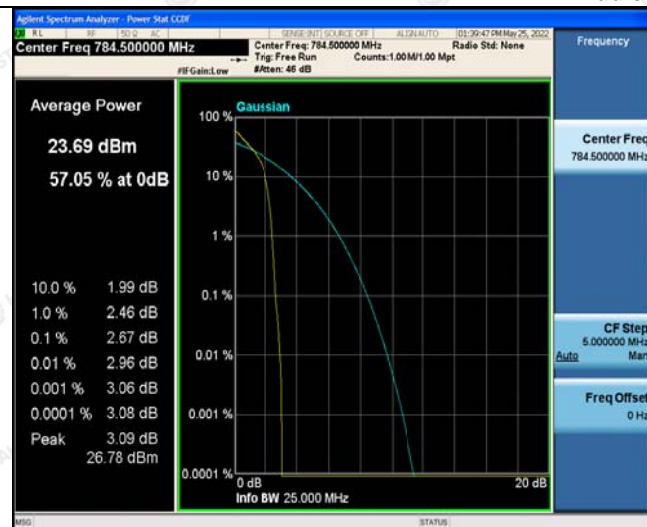 Agilent Spectrum Analyzer - Power Stat CCDF
RL RF 50 Ω AC SENSE:INT SOURCE OFF ALIGN AUTO 01:39:47 PM May 25, 2022
Center Freq 784.500000 MHz
Center Freq: 784.500000 MHz Radio Std: None
Trig: Free Run Counts:1.00 M/1.00 Mpt
#IFGain:Low #Atten: 46 dB
Frequency
Average Power
23.69 dBm
57.05 % at 0dB
10.0 % 1.99 dB
1.0 % 2.46 dB
0.1 % 2.67 dB
0.01 % 2.96 dB
0.001 % 3.06 dB
0.0001 % 3.08 dB
Peak 3.09 dB
26.78 dBm
Gaussian
100 %
10 %
1 %
0.1 %
0.01 %
0.001 %
0.0001 %
0 dB 20 dB
Info BW 25.000 MHz
Center Freq
784.500000 MHz
CF Step
5.000000 MHz
Auto Man
Freq Offset
0 Hz
MSG STATUS